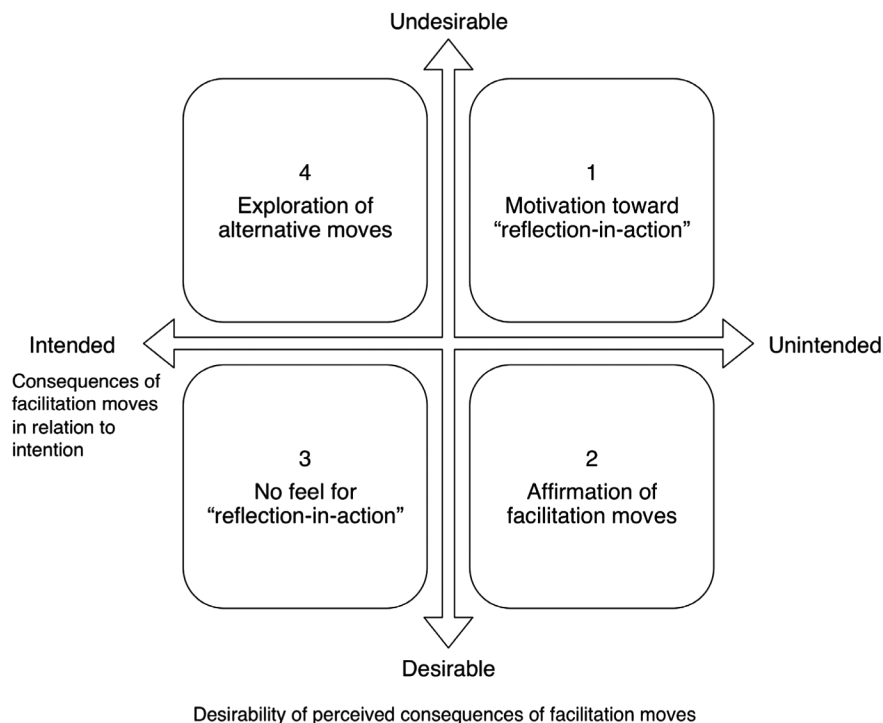 Undesirable
4
Exploration of
alternative moves
1
Motivation toward
“reflection-in-action”
Intended
Unintended
Consequences of
facilitation moves
in relation to
intention
3
No feel for
“reflection-in-action”
2
Affirmation of
facilitation moves
Desirable
Desirability of perceived consequences of facilitation moves